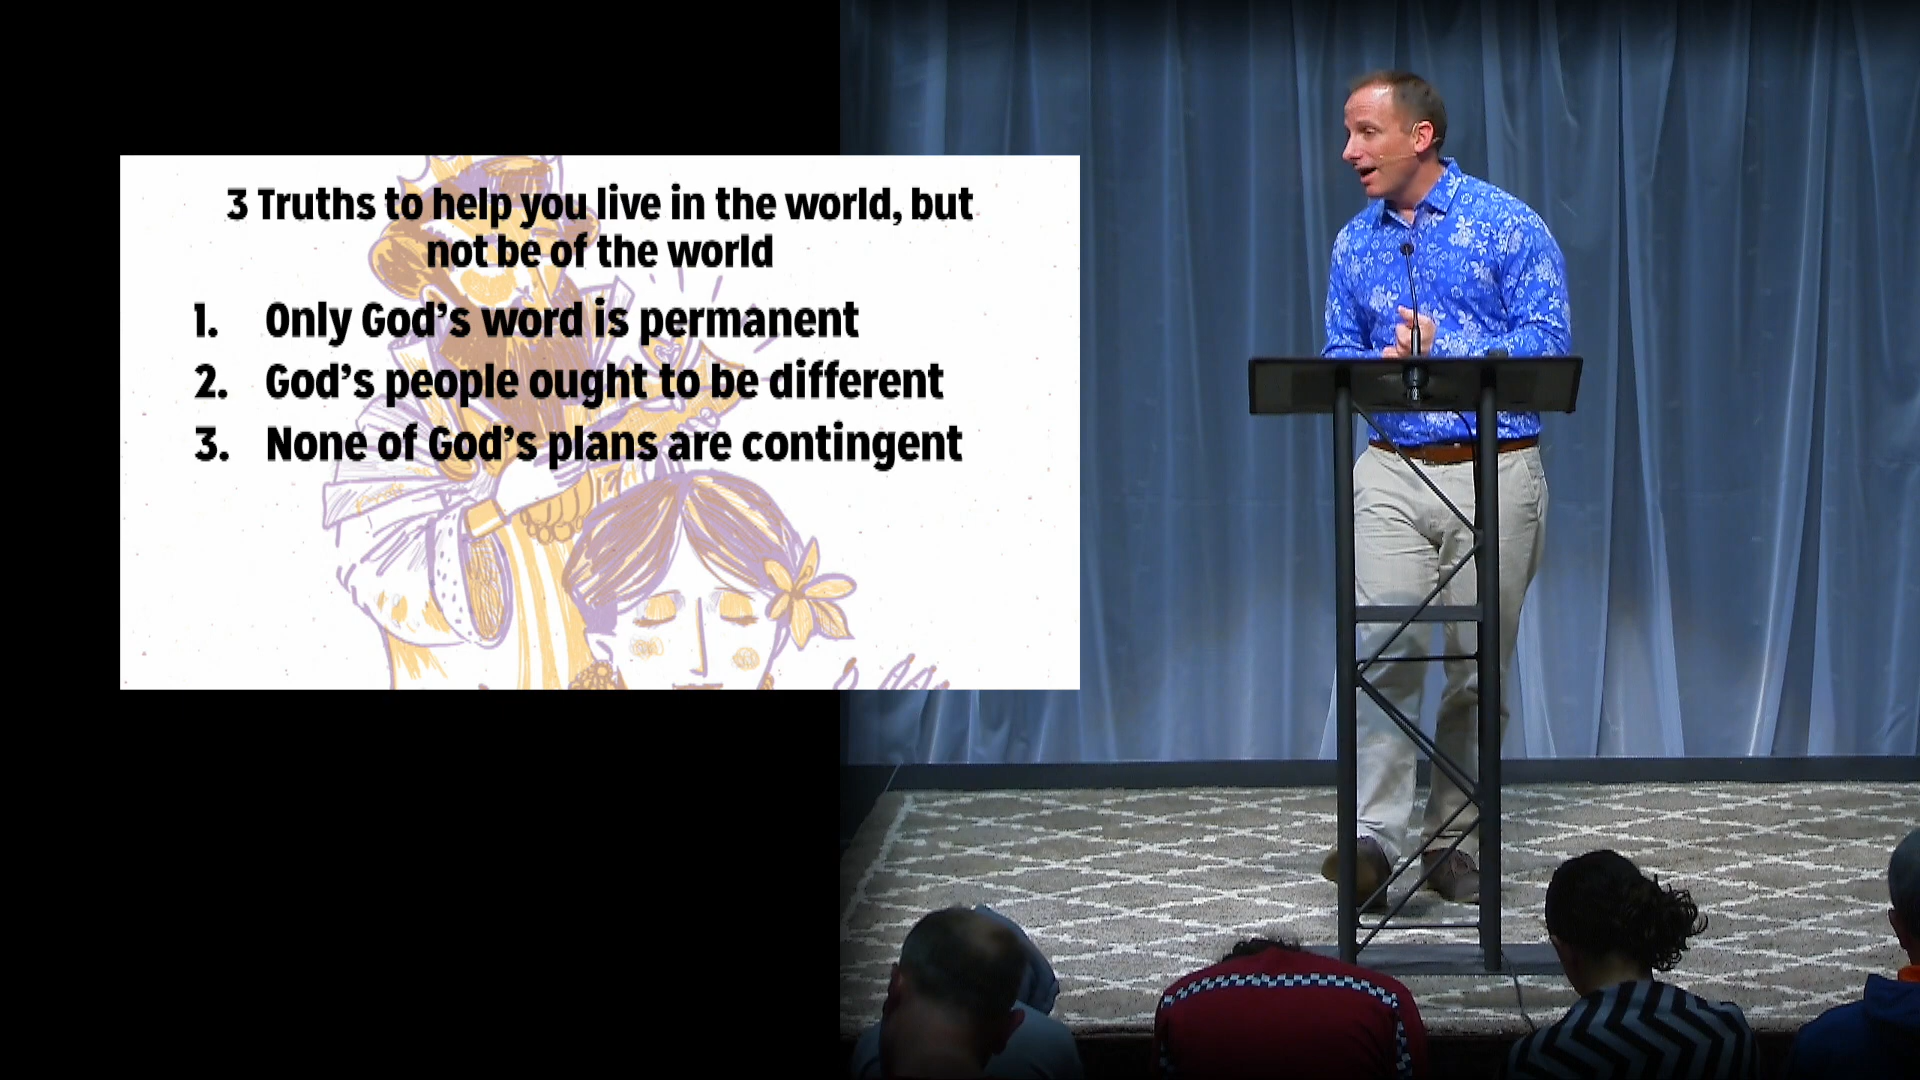 3 Truths to help you live in the world, but
not be of the world
1. Only God's word is permanent
2. God's people ought to be different
3. None of God's plans are contingent